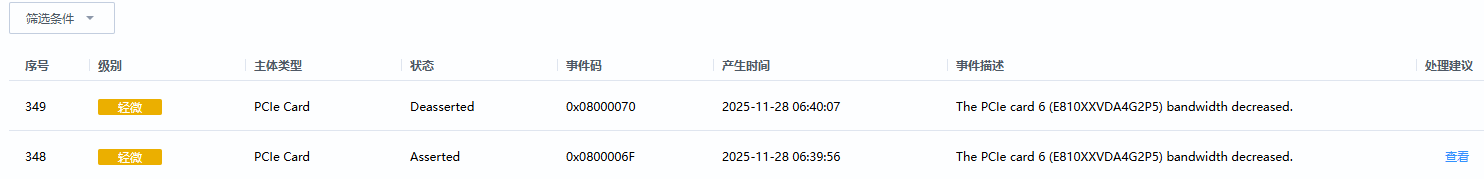 筛选条件
序号 级别 主体类型 状态 事件码 产生时间 事件描述 处理建议
349 轻微 PCIe Card Deasserted 0x08000070 2025-11-28 06:40:07 The PCIe card 6 (E810XXVDA4G2P5) bandwidth decreased.
348 轻微 PCIe Card Asserted 0x0800006F 2025-11-28 06:39:56 The PCIe card 6 (E810XXVDA4G2P5) bandwidth decreased. 查看